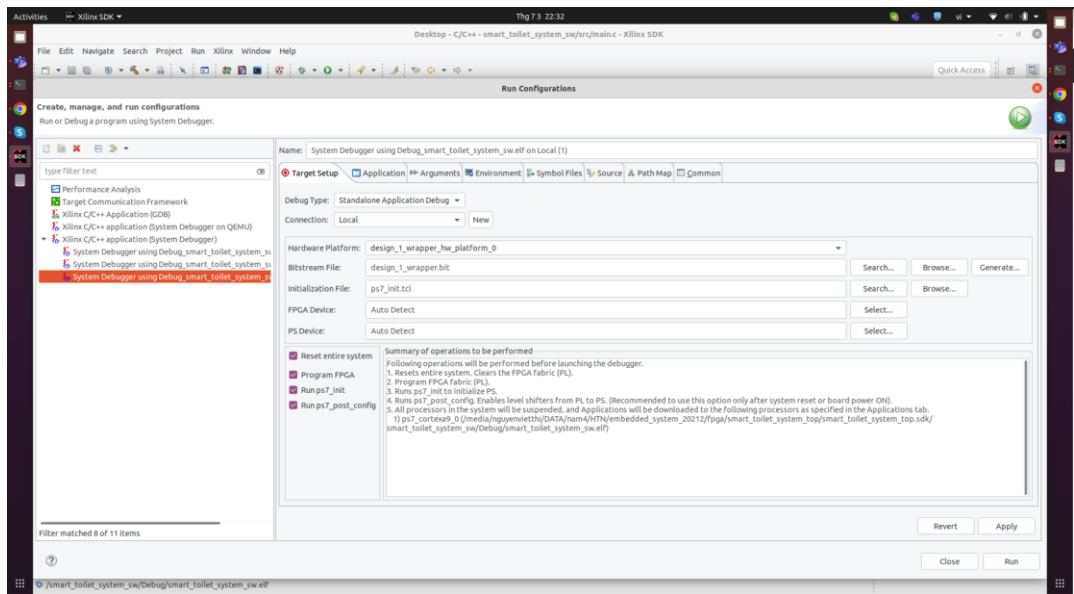 Activities
Xilinx SDK
Thg 7 3 22:32
vi
Desktop - C/C++ - smart_toilet_system_sw/src/main.c - Xilinx SDK
File Edit Navigate Search Project Run Xilinx Window Help
Quick Access
Run Configurations
Create, manage, and run configurations
Run or Debug a program using System Debugger.
Name: System Debugger using Debug_smart_toilet_system_sw.elf on Local (1)
type filter text
Performance Analysis
Target Communication Framework
Xilinx C/C++ Application (GDB)
Xilinx C/C++ application (System Debugger on QEMU)
Xilinx C/C++ application (System Debugger)
System Debugger using Debug_smart_toilet_system_sw
System Debugger using Debug_smart_toilet_system_sw
System Debugger using Debug_smart_toilet_system_sw
Filter matched 8 of 11 items
Target Setup Application Arguments Environment Symbol Files Source Path Map Common
Debug Type: Standalone Application Debug
Connection: Local New
Hardware Platform: design_1_wrapper_hw_platform_0
Bitstream File: design_1_wrapper.bit Search... Browse... Generate...
Initialization File: ps7_init.tcl Search... Browse...
FPGA Device: Auto Detect Select...
PS Device: Auto Detect Select...
Reset entire system
Program FPGA
Run ps7_init
Run ps7_post_config
Summary of operations to be performed
Following operations will be performed before launching the debugger.
1. Resets entire system. Clears the FPGA fabric (PL).
2. Program FPGA fabric (PL).
3. Runs ps7_init to initialize PS.
4. Runs ps7_post_config. Enables level shifters from PL to PS. (Recommended to use this option only after system reset or board power ON).
5. All processors in the system will be suspended, and Applications will be downloaded to the following processors as specified in the Applications tab.
1) ps7_cortexa9_0 (/media/nguyenvietthi/DATA/nam4/HTN/embedded_system_20212/fpga/smart_toilet_system_top/smart_toilet_system_top.sdk/
smart_toilet_system_sw/Debug/smart_toilet_system_sw.elf)
Revert Apply
Close Run
/smart_toilet_system_sw/Debug/smart_toilet_system_sw.elf